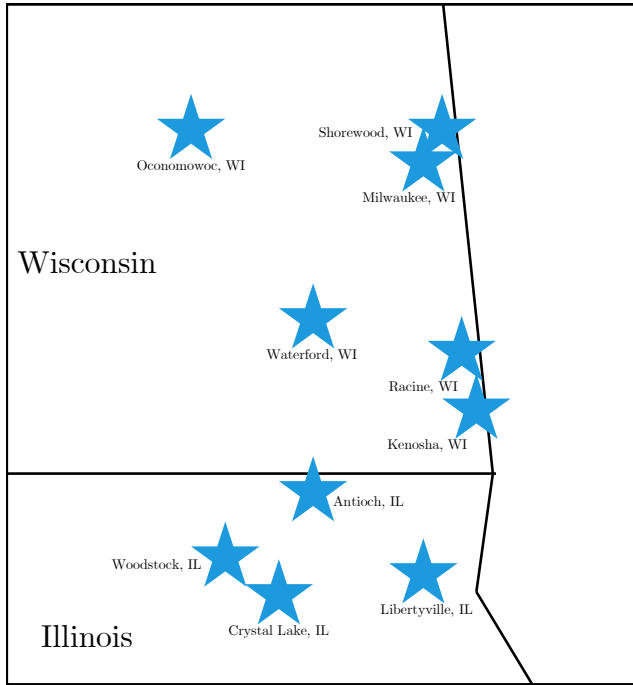 Shorewood, WI
Oconomowoc, WI
Milwaukee, WI
Wisconsin
Waterford, WI
Racine, WI
Kenosha, WI
Antioch, IL
Woodstock, IL
Libertyville, IL
Crystal Lake, IL
Illinois